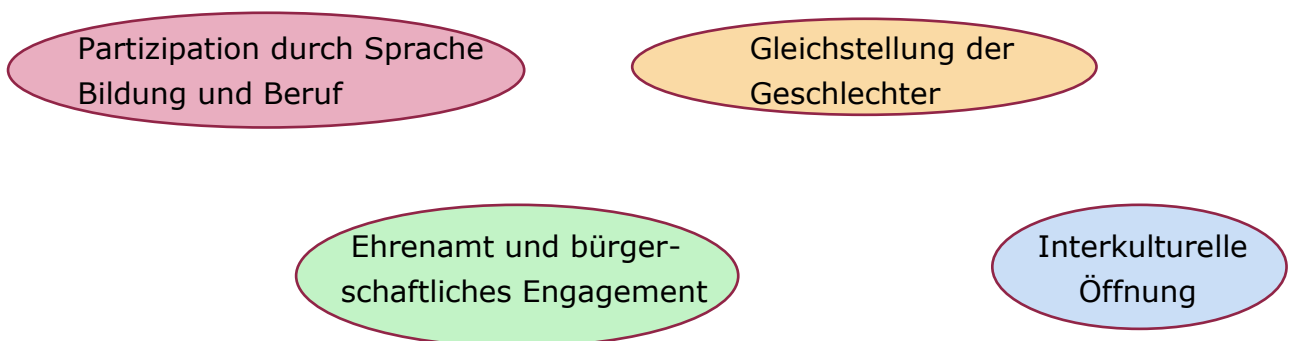 Partizipation durch Sprache
Bildung und Beruf
Gleichstellung der
Geschlechter
Ehrenamt und bürger-
schaftliches Engagement
Interkulturelle
Öffnung